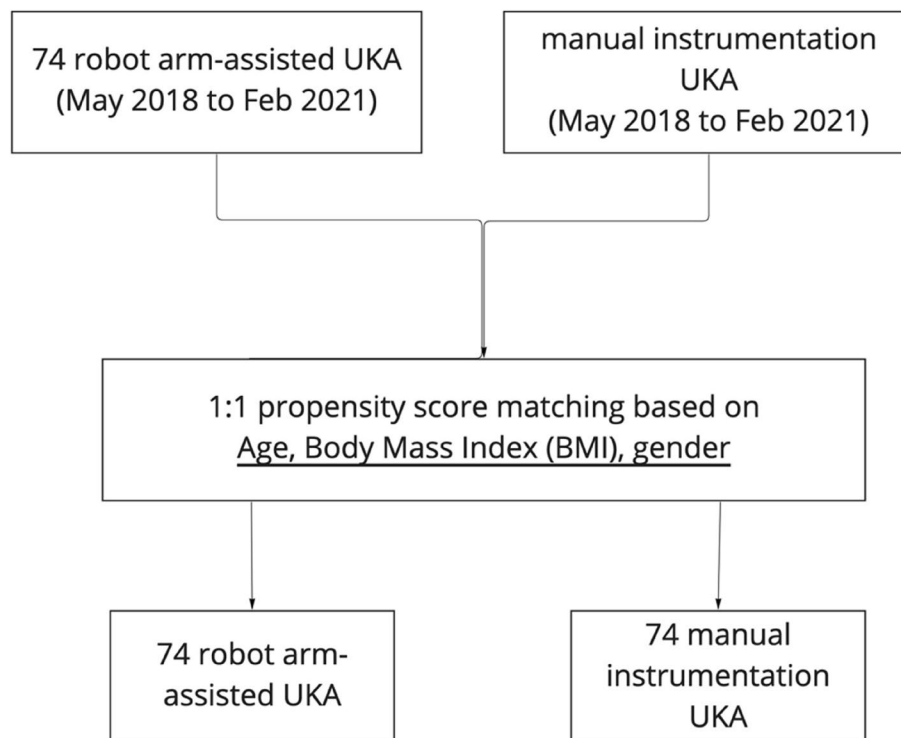 74 robot arm-assisted UKA
(May 2018 to Feb 2021)
manual instrumentation
UKA
(May 2018 to Feb 2021)
1:1 propensity score matching based on
Age, Body Mass Index (BMI), gender
74 robot arm-
assisted UKA
74 manual
instrumentation
UKA